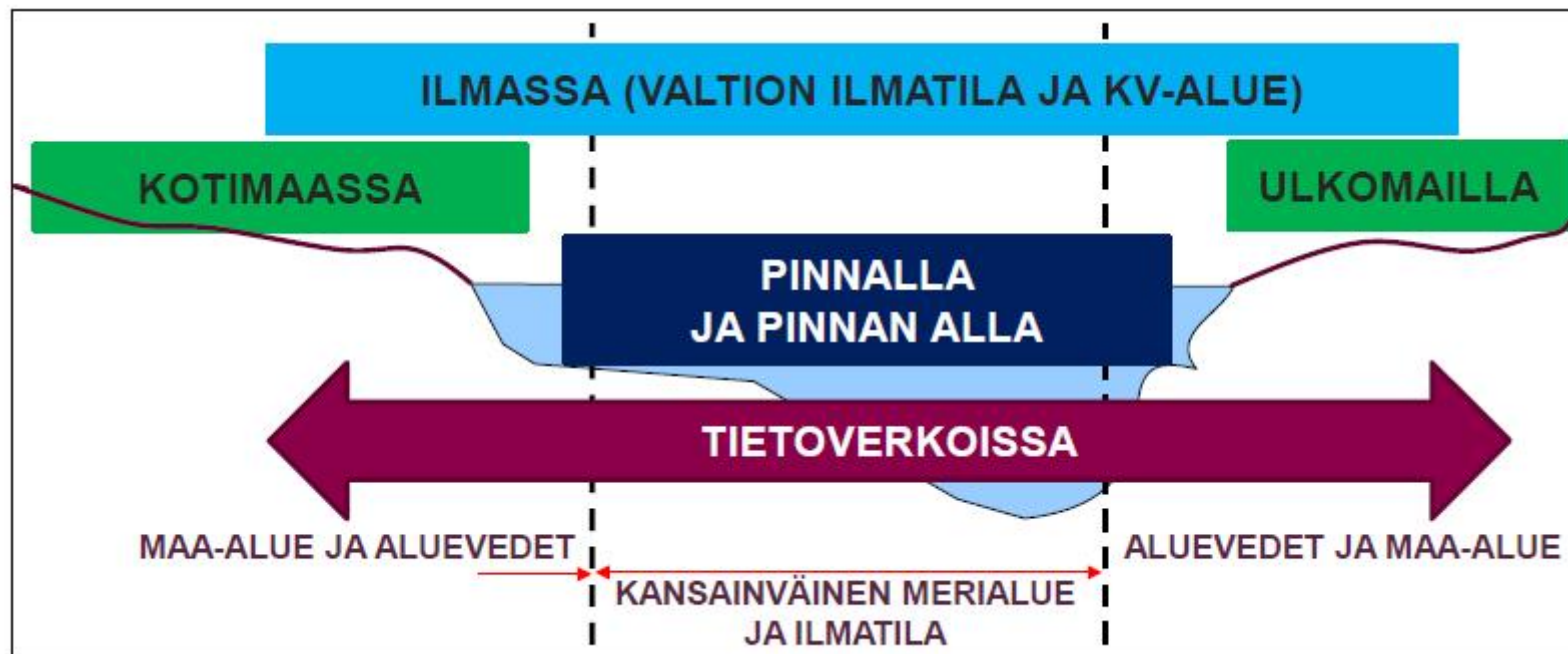 ILMASSA (VALTION ILMATILA JA KV-ALUE)
KOTIMAASSA
ULKOMAILLA
PINNALLA
JA PINNAN ALLA
TIETOVERKOISSA
MAA-ALUE JA ALUEVEDET
ALUEVEDET JA MAA-ALUE
KANSAINVÄINEN MERIALUE
JA ILMATILA